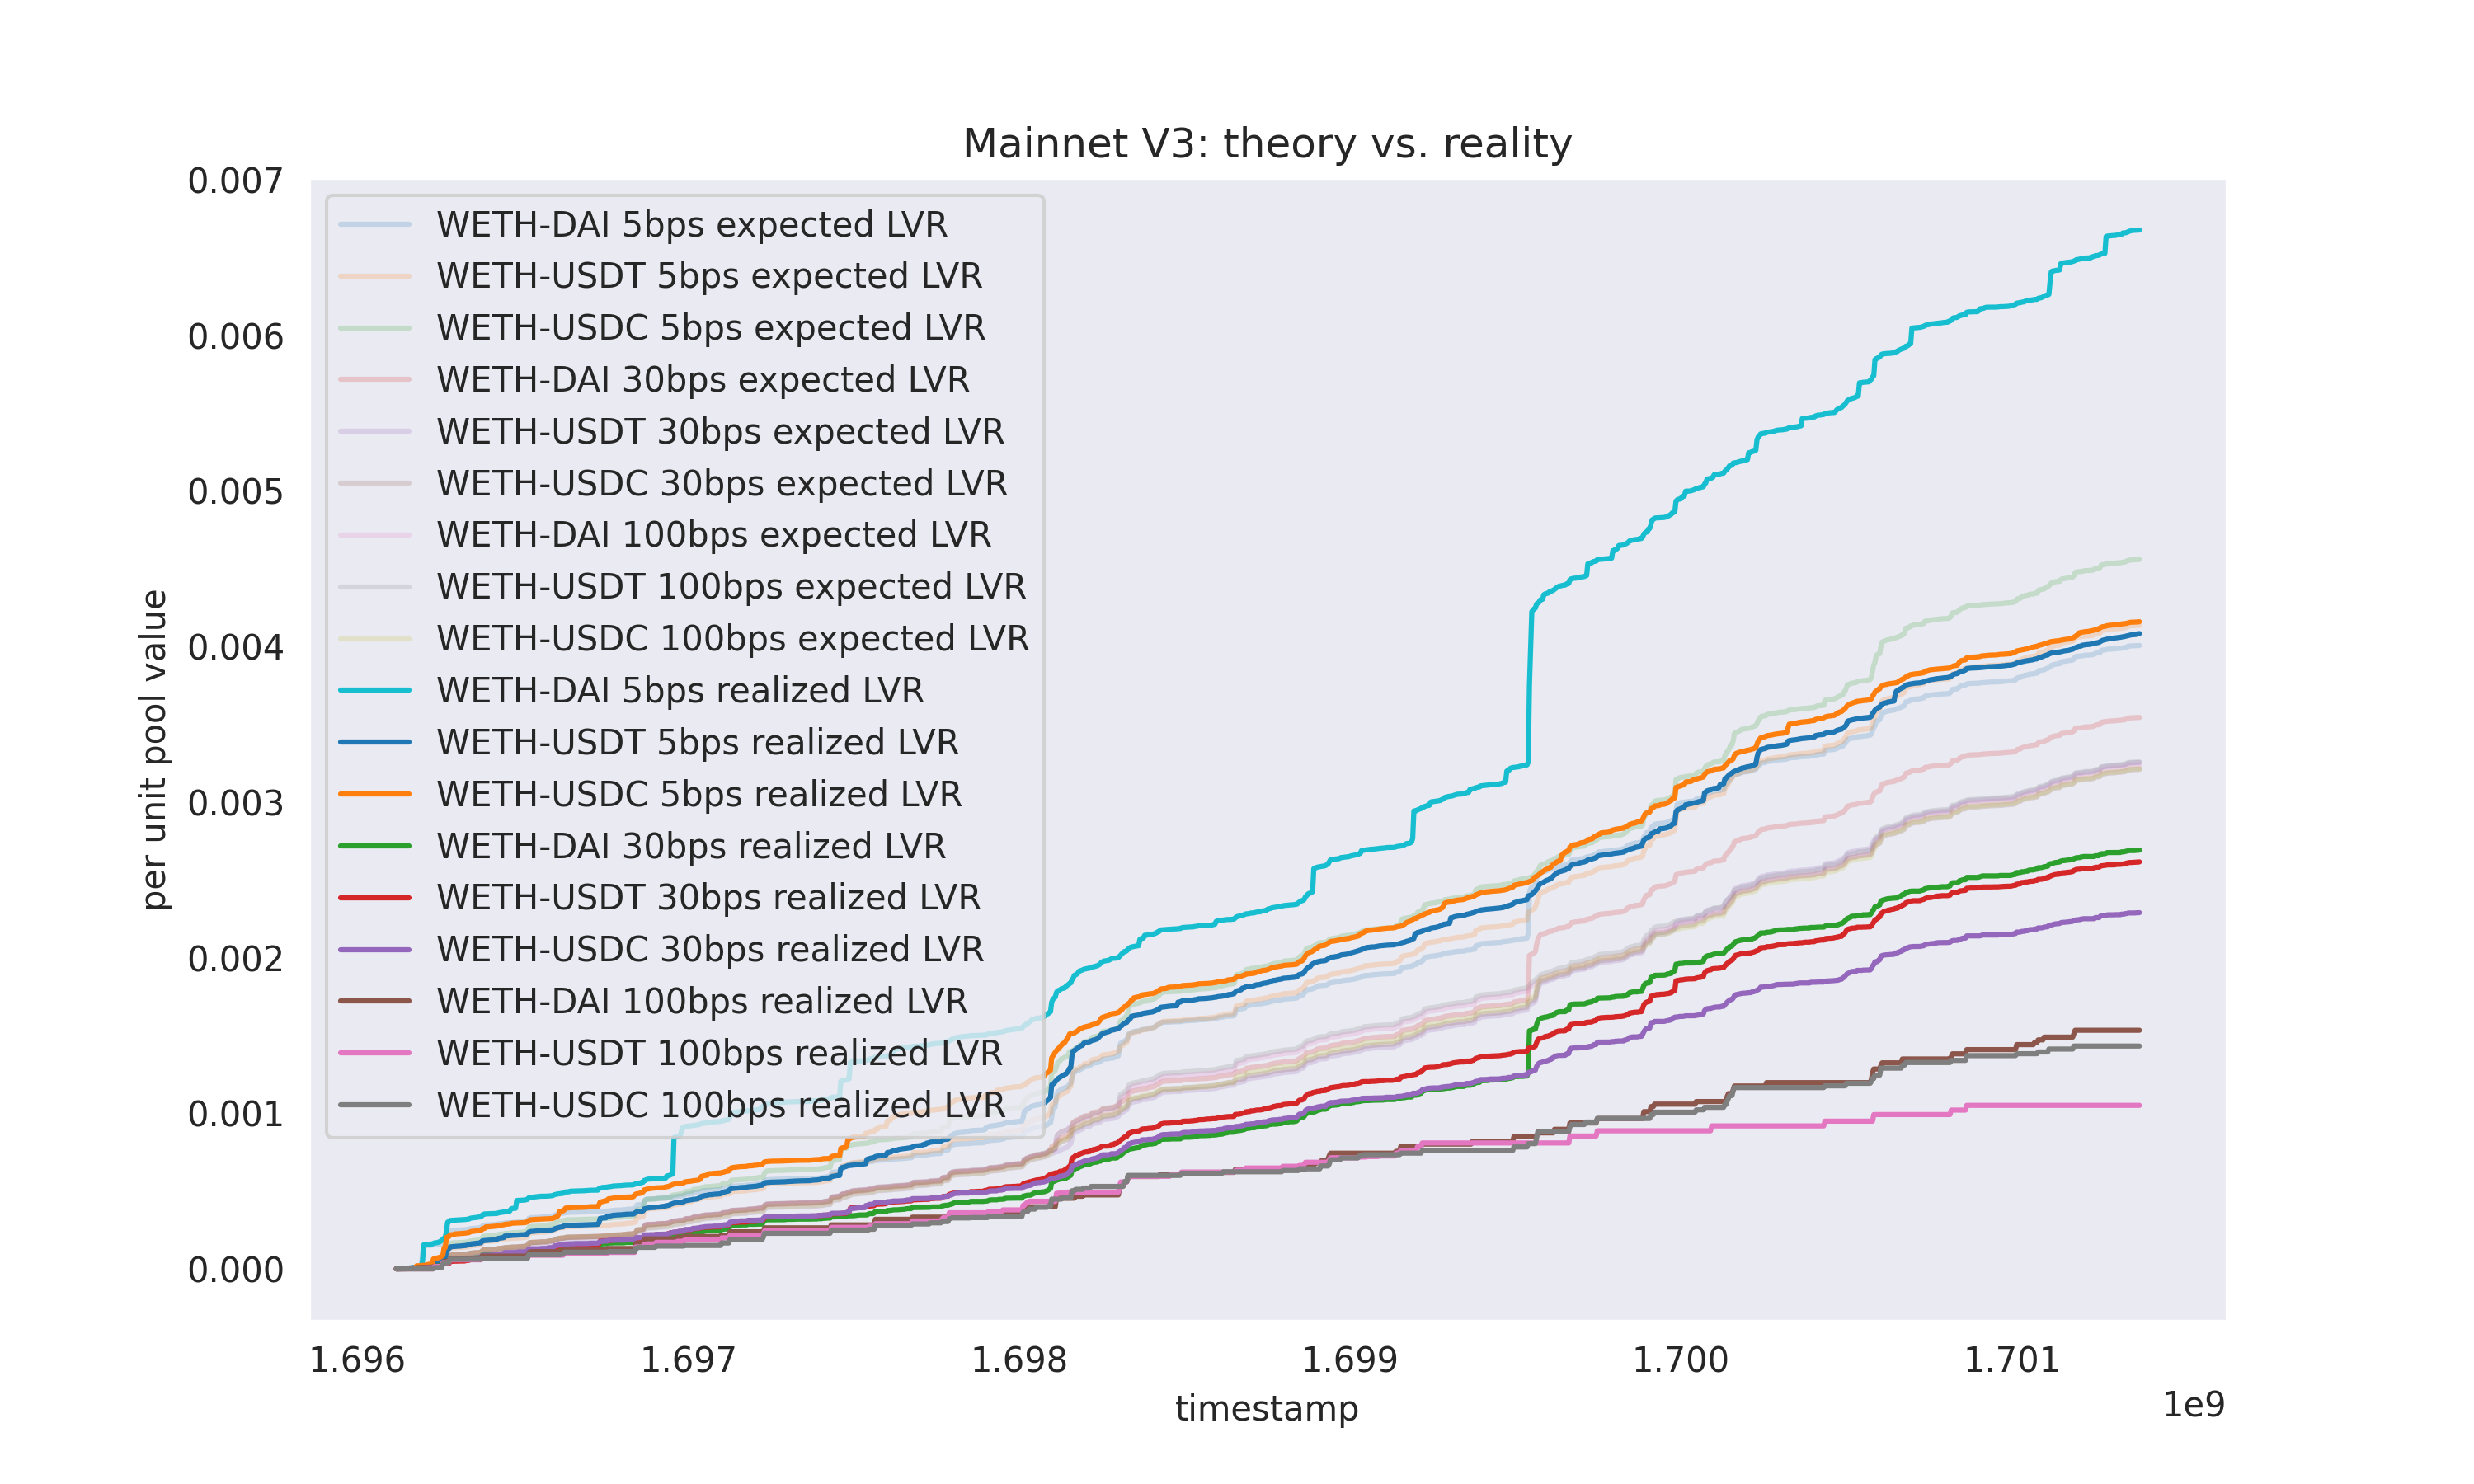 Mainnet V3: theory vs. reality
0.007
0.006
0.005
0.004
0.003
0.002
0.001
0.000
per unit pool value
WETH-DAI 5bps expected LVR
WETH-USDT 5bps expected LVR
WETH-USDC 5bps expected LVR
WETH-DAI 30bps expected LVR
WETH-USDT 30bps expected LVR
WETH-USDC 30bps expected LVR
WETH-DAI 100bps expected LVR
WETH-USDT 100bps expected LVR
WETH-USDC 100bps expected LVR
WETH-DAI 5bps realized LVR
WETH-USDT 5bps realized LVR
WETH-USDC 5bps realized LVR
WETH-DAI 30bps realized LVR
WETH-USDT 30bps realized LVR
WETH-USDC 30bps realized LVR
WETH-DAI 100bps realized LVR
WETH-USDT 100bps realized LVR
WETH-USDC 100bps realized LVR
1.696 1.697 1.698 1.699 1.700 1.701
timestamp
1e9